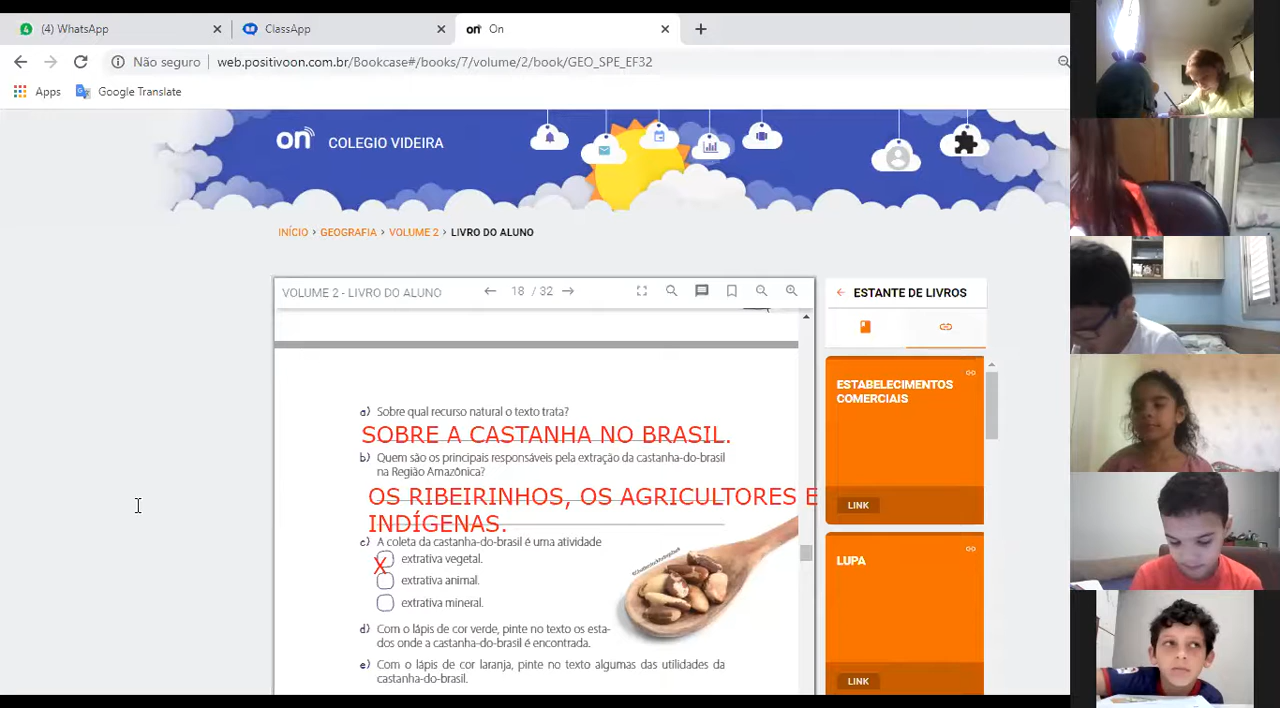 (4) WhatsApp
ClassApp
on On
Não seguro
web.positivoon.com.br/Bookcase#/books/7/volume/2/book/GEO_SPE_EF32
Apps
Google Translate
on COLEGIO VIDEIRA
INÍCIO > GEOGRAFIA > VOLUME 2 > LIVRO DO ALUNO
VOLUME 2 - LIVRO DO ALUNO
18 / 32
ESTANTE DE LIVROS
a) Sobre qual recurso natural o texto trata?
SOBRE A CASTANHA NO BRASIL.
b) Quem são os principais responsáveis pela extração da castanha-do-brasil
na Região Amazônica?
OS RIBEIRINHOS, OS AGRICULTORES E
INDÍGENAS.
c) A coleta da castanha-do-brasil é uma atividade
X extrativa vegetal.
extrativa animal.
extrativa mineral.
d) Com o lápis de cor verde, pinte no texto os esta-
dos onde a castanha-do-brasil é encontrada.
e) Com o lápis de cor laranja, pinte no texto algumas das utilidades da
castanha-do-brasil.
ESTABELECIMENTOS
COMERCIAIS
LINK
LUPA
LINK